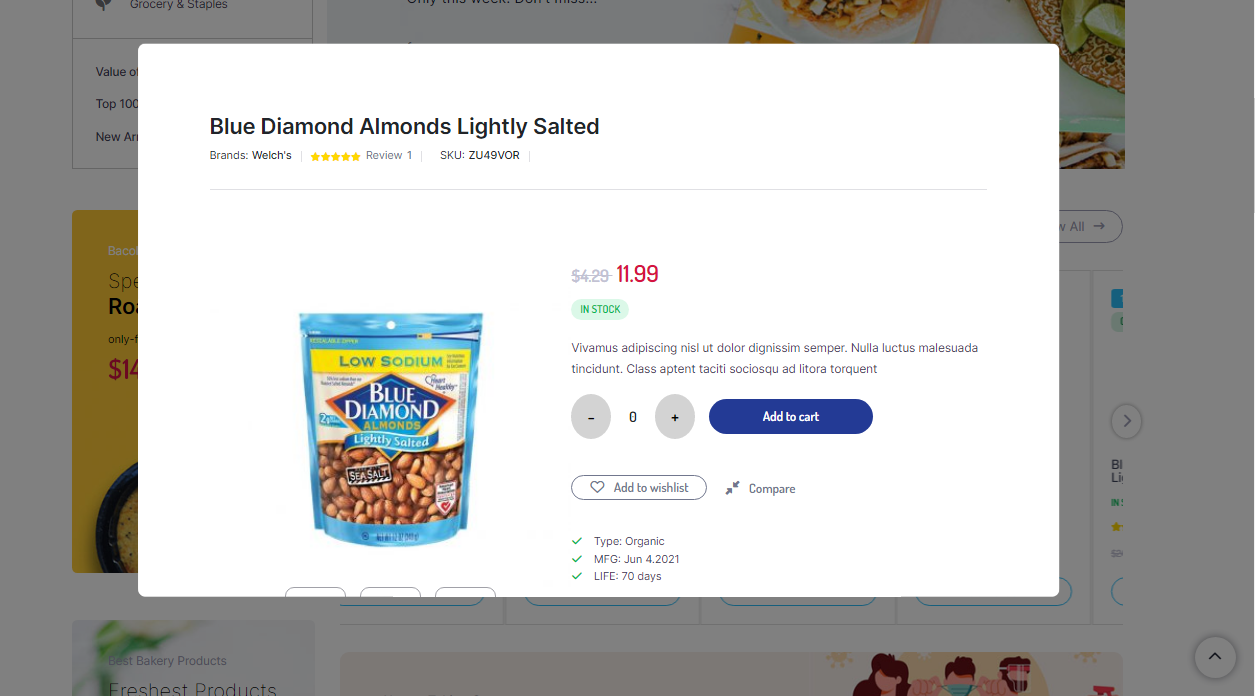 Grocery & Staples
Only this week. Don't miss...
Value of
Top 100
New Arr
Blue Diamond Almonds Lightly Salted
Brands: Welch's
Review 1
SKU: ZU49VOR
All
Spe
only-f
$14
$4.29 11.99
IN STOCK
Vivamus adipiscing nisl ut dolor dignissim semper. Nulla luctus malesuada
tincidunt. Class aptent taciti sociosqu ad litora torquent
- 0 + Add to cart
Add to wishlist
Compare
Type: Organic
MFG: Jun 4.2021
LIFE: 70 days
LOW SODIUM
Heart
Healthy
BLUE
DIAMOND
ALMONDS
Lightly Salted
SEA SALT
Best Bakery Products
Freshest Products